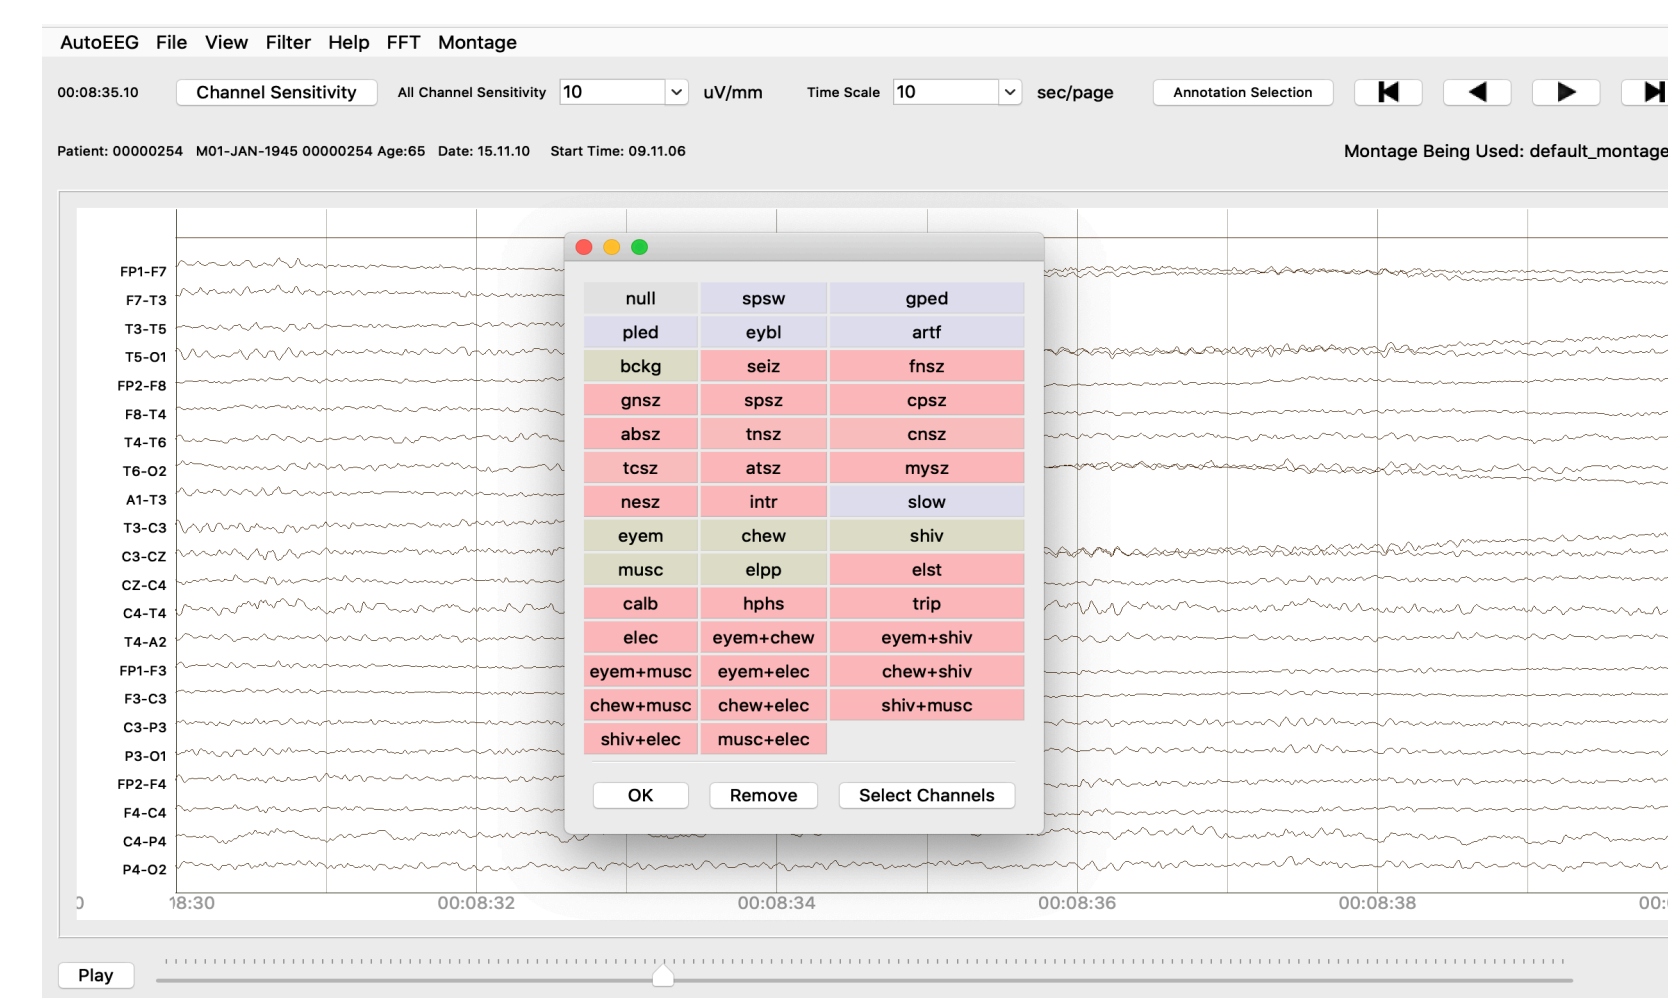 AutoEEG File View Filter Help FFT Montage
00:08:35.10 Channel Sensitivity All Channel Sensitivity 10 uV/mm Time Scale 10 sec/page Annotation Selection
Patient: 00000254 M01-JAN-1945 00000254 Age:65 Date: 15.11.10 Start Time: 09.11.06 Montage Being Used: default_montage
FP1-F7
F7-T3
T3-T5
T5-O1
FP2-F8
F8-T4
T4-T6
T6-O2
A1-T3
T3-C3
C3-CZ
CZ-C4
C4-T4
T4-A2
FP1-F3
F3-C3
C3-P3
P3-O1
FP2-F4
F4-C4
C4-P4
P4-O2
null spsw gped
pled eybl artf
bckg seiz fnsz
gnsz spsz cpsz
absz tnsz cnsz
tcsz atsz mysz
nesz intr slow
eyem chew shiv
musc elpp elst
calb hphs trip
elec eyem+chew eyem+shiv
eyem+musc eyem+elec chew+shiv
chew+musc chew+elec shiv+musc
shiv+elec musc+elec
OK Remove Select Channels
8:30 00:08:32 00:08:34 00:08:36 00:08:38 00:
Play